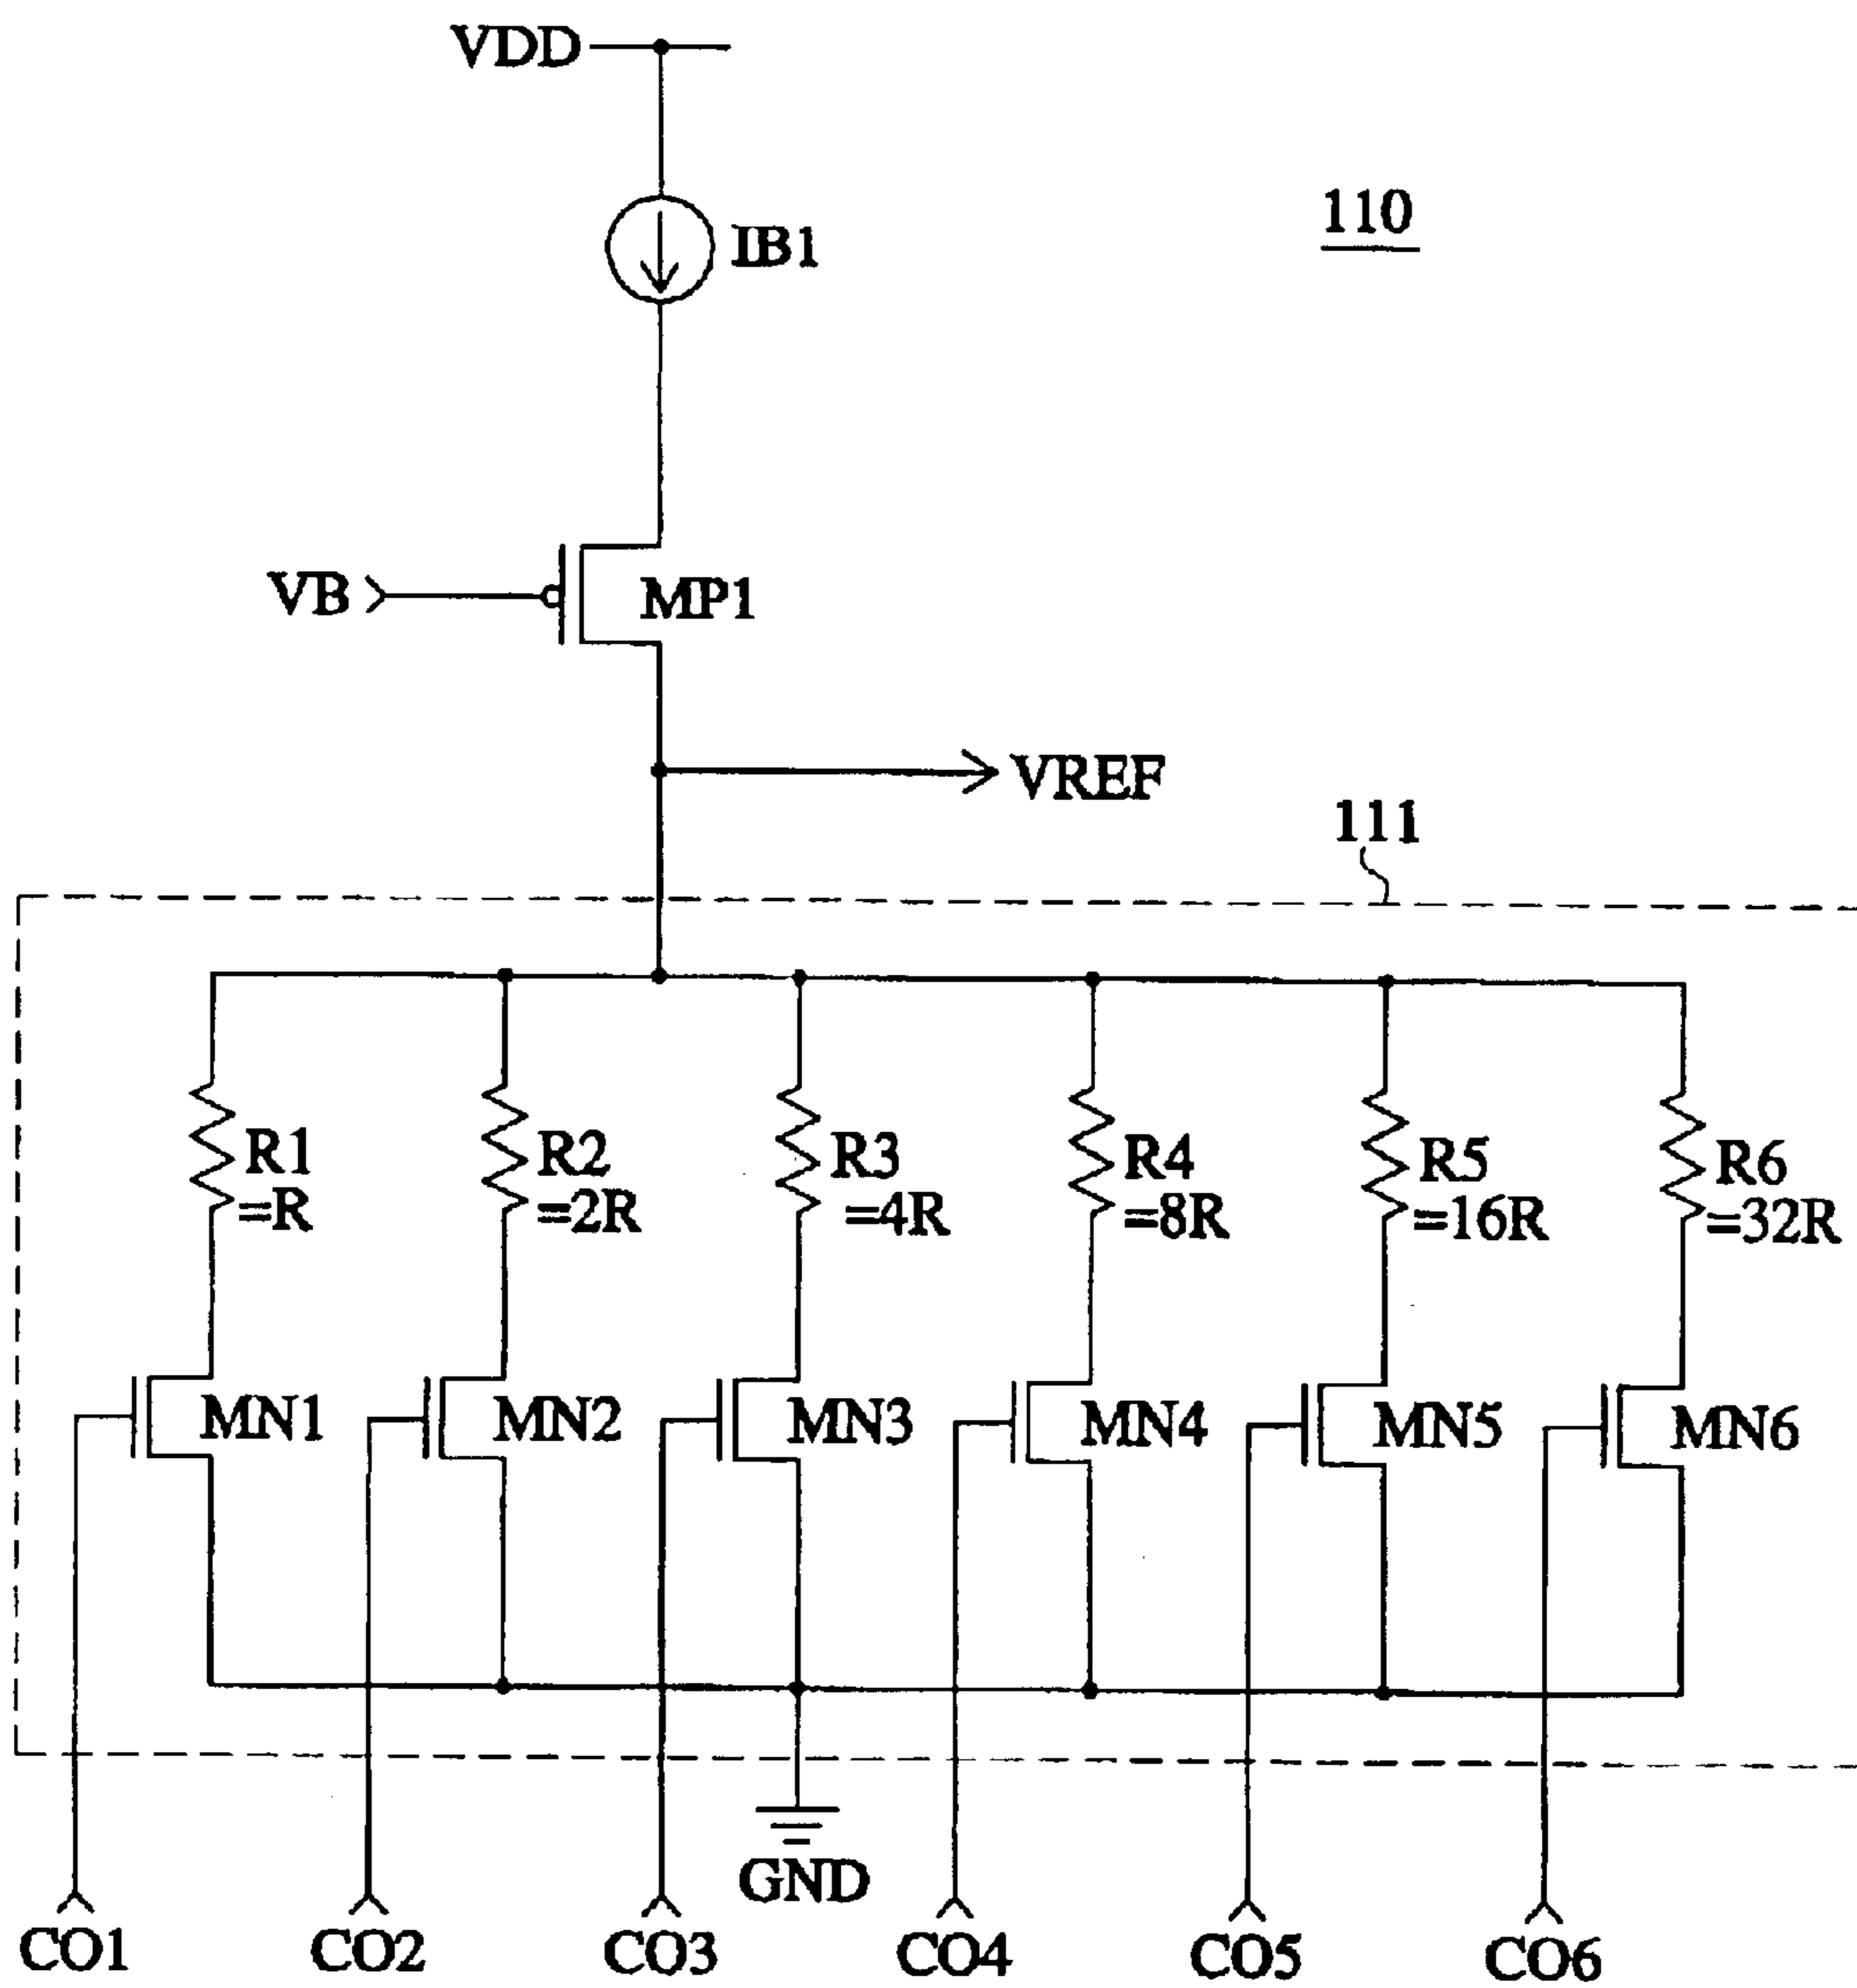 VDD
IB1
110
VB
MP1
VREF
111
R1
=R
R2
=2R
R3
=4R
R4
=8R
R5
=16R
R6
=32R
MN1
MN2
MN3
MN4
MN5
MN6
GND
CO1
CO2
CO3
CO4
CO5
CO6